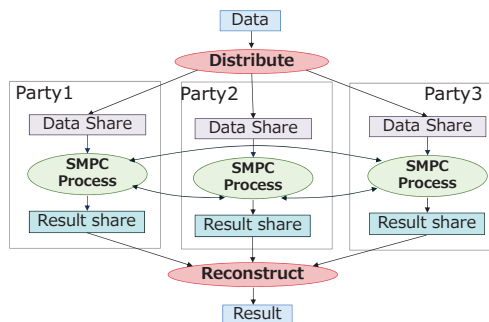 Data
Distribute
Party1
Party2
Party3
Data Share
Data Share
Data Share
SMPC
Process
SMPC
Process
SMPC
Process
Result share
Result share
Result share
Reconstruct
Result